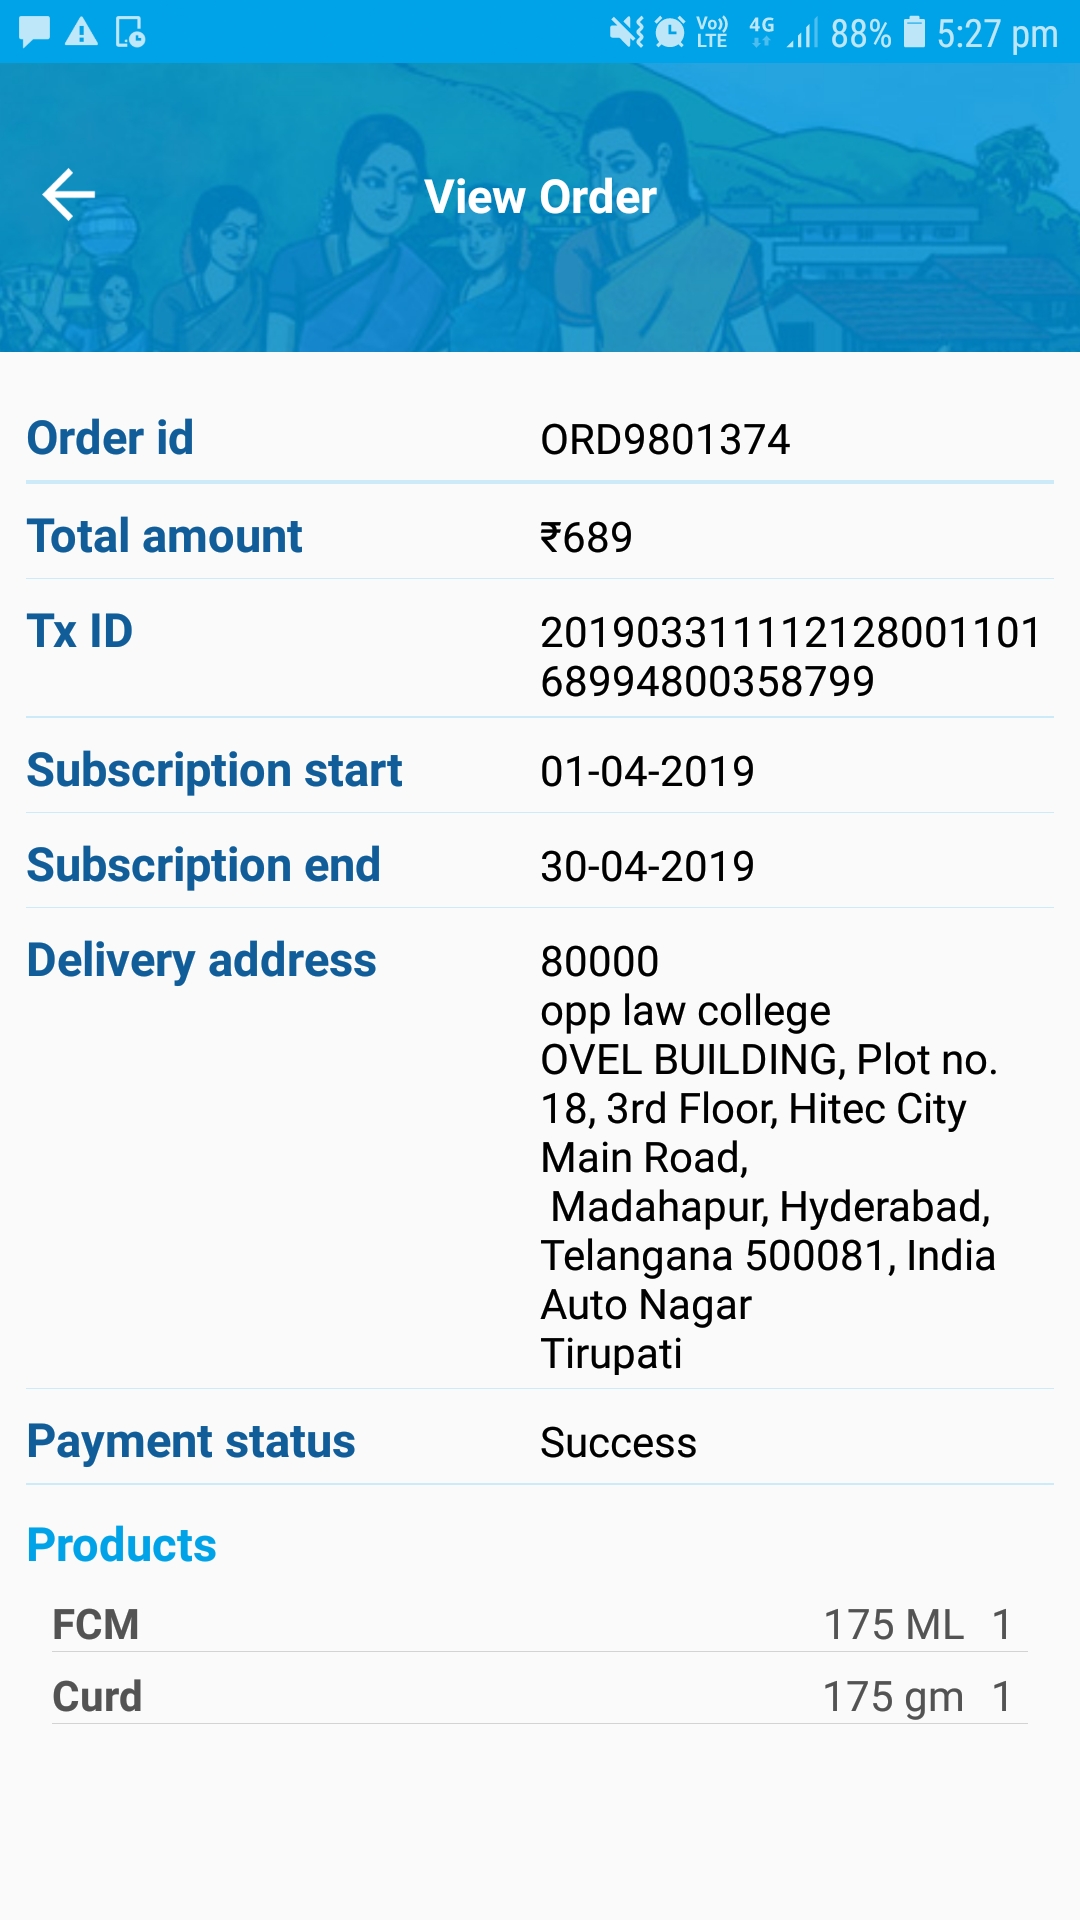 Vo)) LTE 4G 88% 5:27 pm
View Order
Order id ORD9801374
Total amount ₹689
Tx ID 201903311112128001101
68994800358799
Subscription start 01-04-2019
Subscription end 30-04-2019
Delivery address 80000
opp law college
OVEL BUILDING, Plot no.
18, 3rd Floor, Hitec City
Main Road,
Madahapur, Hyderabad,
Telangana 500081, India
Auto Nagar
Tirupati
Payment status Success
Products
FCM 175 ML 1
Curd 175 gm 1